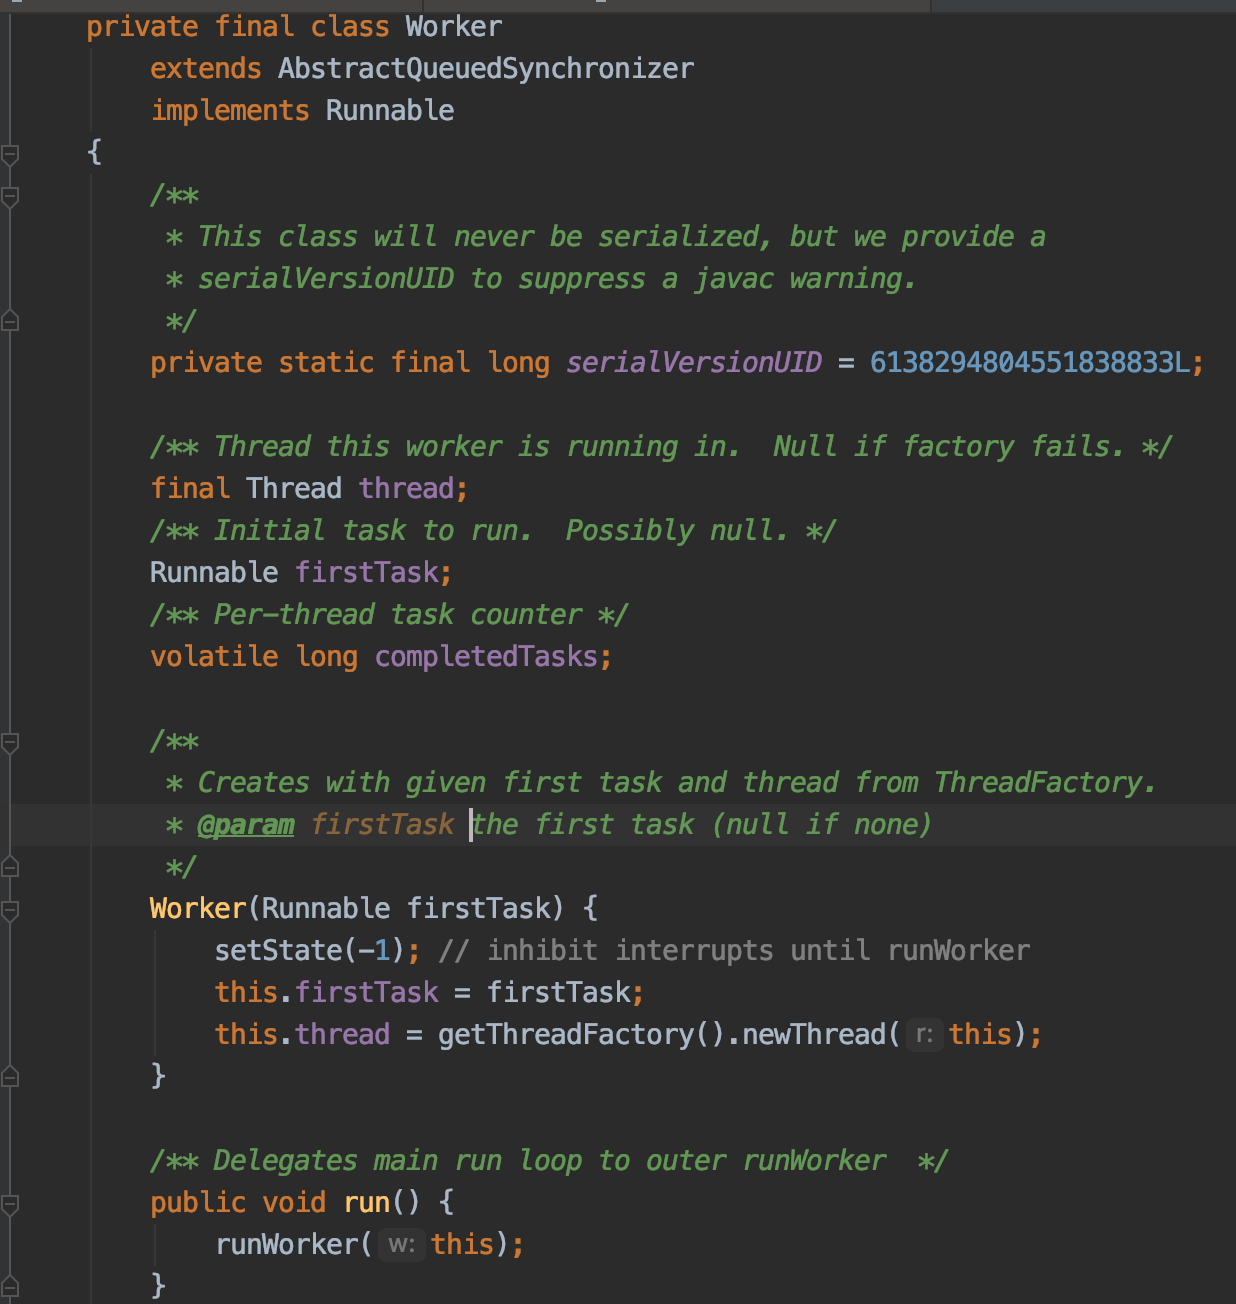 private final class Worker
extends AbstractQueuedSynchronizer
implements Runnable
{
/**
* This class will never be serialized, but we provide a
* serialVersionUID to suppress a javac warning.
*/
private static final long serialVersionUID = 6138294804551838833L;
/** Thread this worker is running in.  Null if factory fails. */
final Thread thread;
/** Initial task to run.  Possibly null. */
Runnable firstTask;
/** Per-thread task counter */
volatile long completedTasks;
/**
* Creates with given first task and thread from ThreadFactory.
* @param firstTask the first task (null if none)
*/
Worker(Runnable firstTask) {
setState(-1); // inhibit interrupts until runWorker
this.firstTask = firstTask;
this.thread = getThreadFactory().newThread( r: this);
}
/** Delegates main run loop to outer runWorker  */
public void run() {
runWorker( w: this);
}